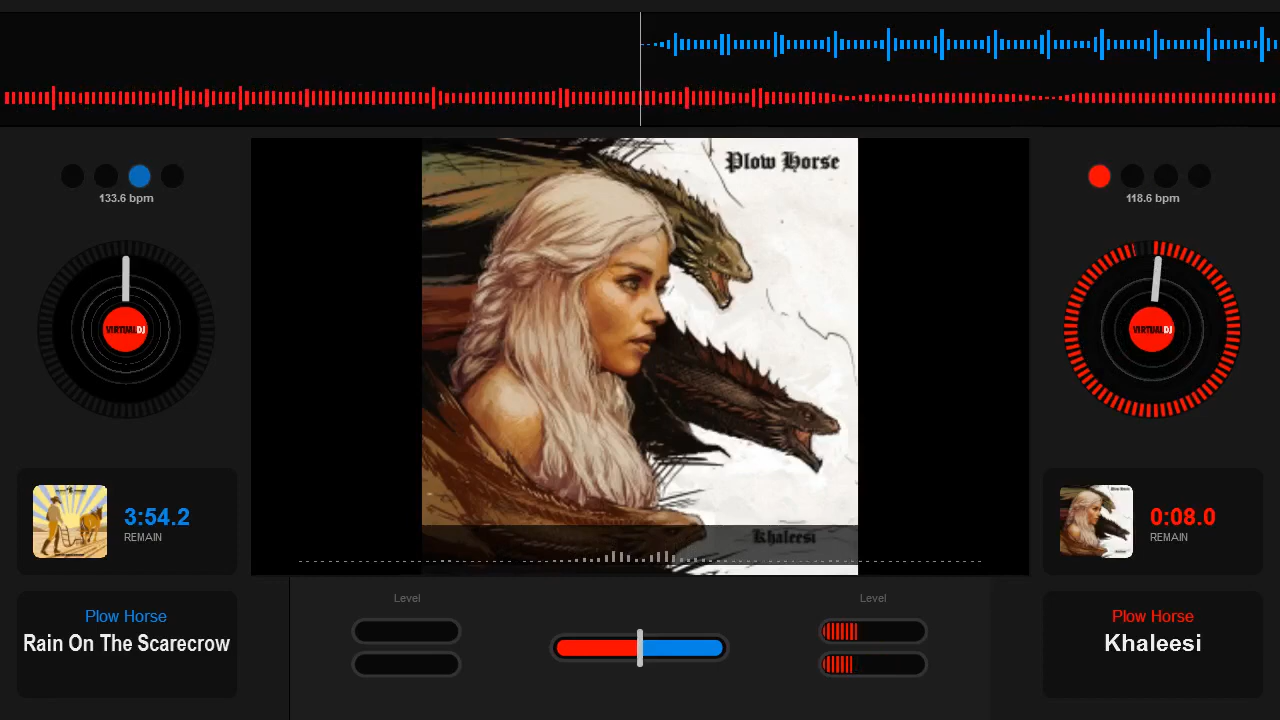 133.6 bpm
118.6 bpm
Plow Horse
VIRTUALDJ
VIRTUALDJ
3:54.2
REMAIN
0:08.0
REMAIN
Khaleesi
Level
Level
Plow Horse
Rain On The Scarecrow
Plow Horse
Khaleesi